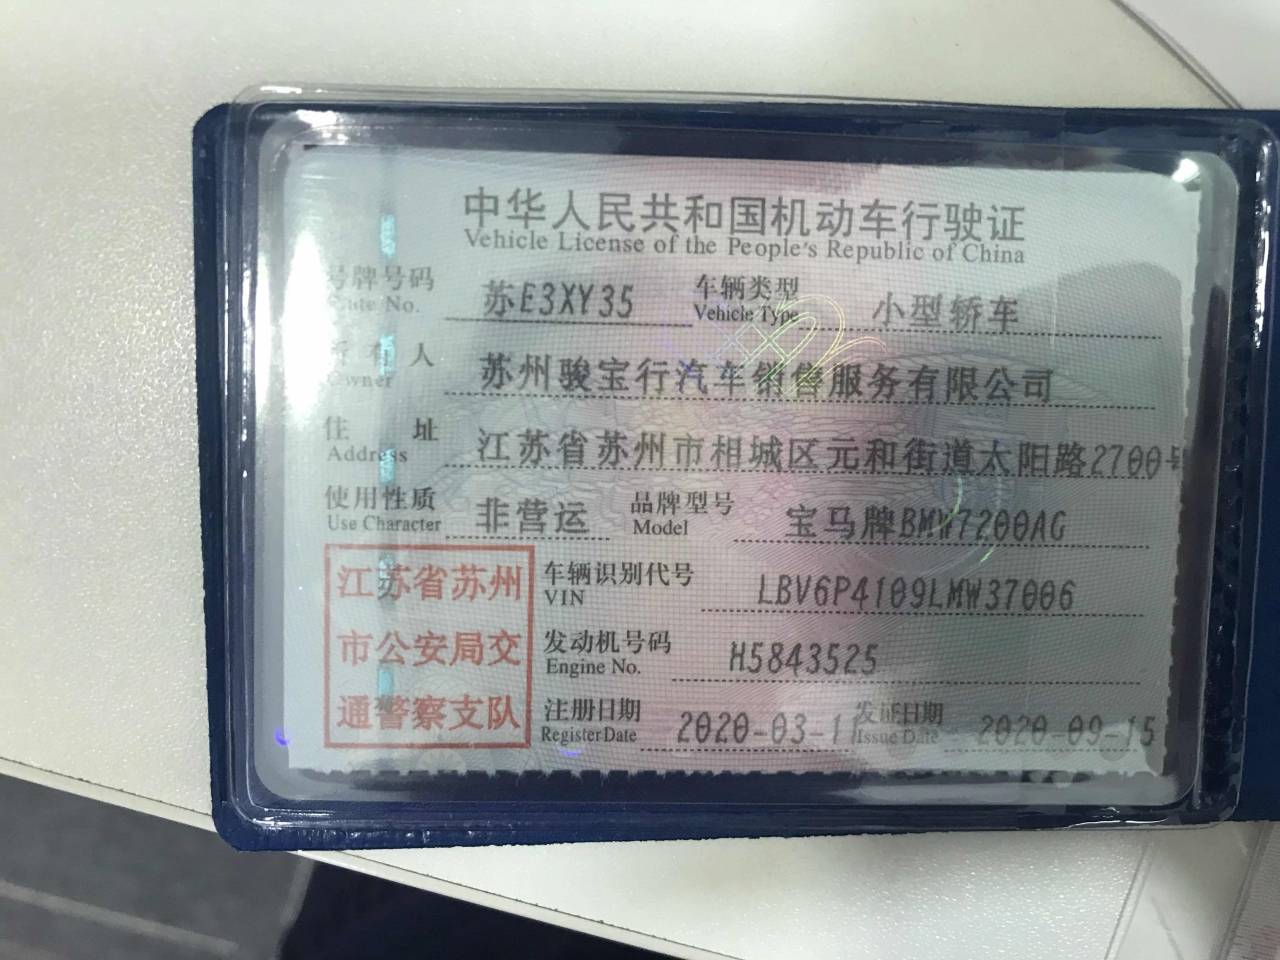 中华人民共和国机动车行驶证
Vehicle License of the People's Republic of China
号牌号码 苏E3XY35 车辆类型 小型轿车
Plate No. Vehicle Type
所有人 苏州骏宝行汽车销售服务有限公司
Owner
住址 江苏省苏州市相城区元和街道太阳路2700号
Address
使用性质 非营运 品牌型号 宝马牌BMW7200AG
Use Character Model
江苏省苏州
市公安局交
通警察支队
车辆识别代号 LBV6P4109LMW37006
VIN
发动机号码 H5843525
Engine No.
注册日期 2020-03-11 发证日期 2020-09-15
Register Date Issue Date